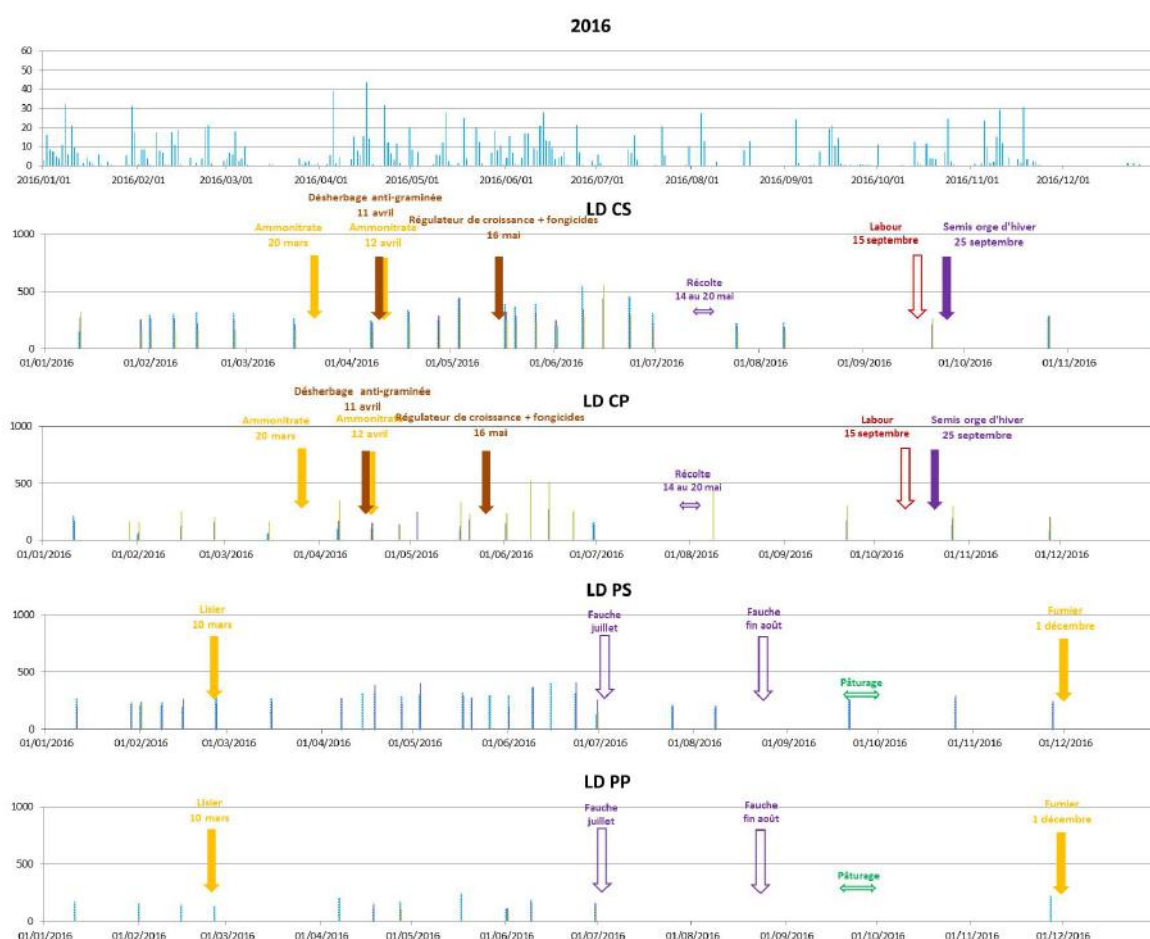 2016
60
50
40
30
20
10
0
2016/01/01 2016/02/01 2016/03/01 2016/04/01 2016/05/01 2016/06/01 2016/07/01 2016/08/01 2016/09/01 2016/10/01 2016/11/01 2016/12/01
Désherbage anti-graminée
11 avril
LD CS
Ammonitrate
20 mars
Ammonitrate
12 avril
Régulateur de croissance + fongicides
16 mai
Récolte
14 au 20 mai
Labour
15 septembre
Semis orge d'hiver
25 septembre
1000
500
0
01/01/2016 01/02/2016 01/03/2016 01/04/2016 01/05/2016 01/06/2016 01/07/2016 01/08/2016 01/09/2016 01/10/2016 01/11/2016
LD CP
Désherbage anti-graminée
11 avril
Ammonitrate
20 mars
Ammonitrate
12 avril
Régulateur de croissance + fongicides
16 mai
Récolte
14 au 20 mai
Labour
15 septembre
Semis orge d'hiver
25 septembre
1000
500
0
01/01/2016 01/02/2016 01/03/2016 01/04/2016 01/05/2016 01/06/2016 01/07/2016 01/08/2016 01/09/2016 01/10/2016 01/11/2016 01/12/2016
LD PS
Lisier
10 mars
Fauche
juillet
Fauche
fin août
Pâturage
Fumier
1 décembre
1000
500
0
01/01/2016 01/02/2016 01/03/2016 01/04/2016 01/05/2016 01/06/2016 01/07/2016 01/08/2016 01/09/2016 01/10/2016 01/11/2016 01/12/2016
LD PP
Lisier
10 mars
Fauche
juillet
Fauche
fin août
Pâturage
Fumier
1 décembre
1000
500
0
01/01/2016 01/02/2016 01/03/2016 01/04/2016 01/05/2016 01/06/2016 01/07/2016 01/08/2016 01/09/2016 01/10/2016 01/11/2016 01/12/2016